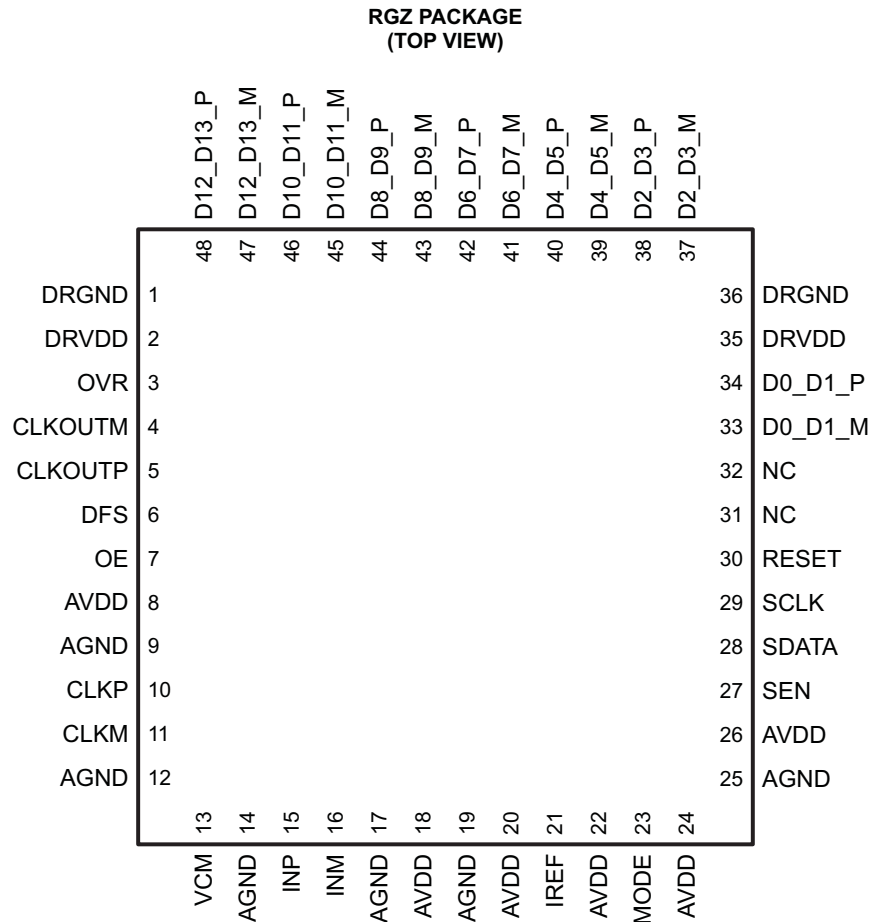 RGZ PACKAGE
(TOP VIEW)
D12_D13_P
D12_D13_M
D10_D11_P
D10_D11_M
D8_D9_P
D8_D9_M
D6_D7_P
D6_D7_M
D4_D5_P
D4_D5_M
D2_D3_P
D2_D3_M
48 47 46 45 44 43 42 41 40 39 38 37
DRGND 1 36 DRGND
DRVDD 2 35 DRVDD
OVR 3 34 D0_D1_P
CLKOUTM 4 33 D0_D1_M
CLKOUTP 5 32 NC
DFS 6 31 NC
OE 7 30 RESET
AVDD 8 29 SCLK
AGND 9 28 SDATA
CLKP 10 27 SEN
CLKM 11 26 AVDD
AGND 12 25 AGND
13 14 15 16 17 18 19 20 21 22 23 24
VCM
AGND
INP
INM
AGND
AVDD
AGND
AVDD
IREF
AVDD
MODE
AVDD